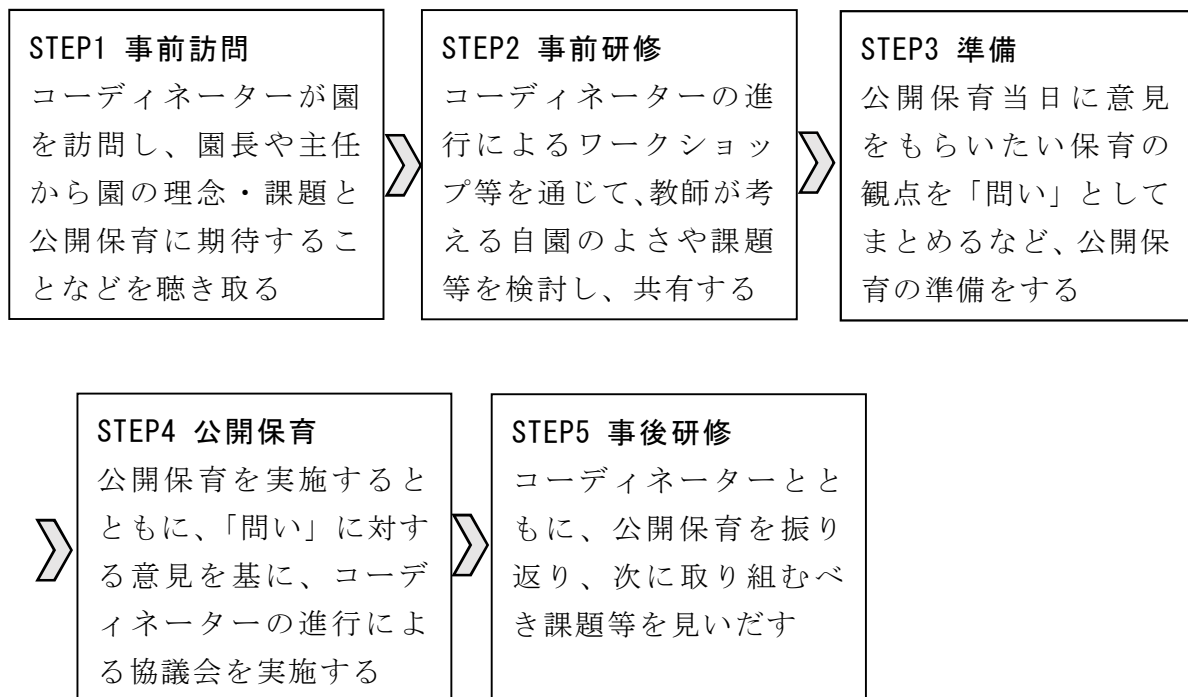 STEP1 事前訪問
コーディネーターが園
を訪問し、園長や主任
から園の理念・課題と
公開保育に期待するこ
となどを聴き取る
STEP2 事前研修
コーディネーターの進
行によるワークショッ
プ等を通じて、教師が考
える自園のよさや課題
等を検討し、共有する
STEP3 準備
公開保育当日に意見
をもらいたい保育の
観点を「問い」として
まとめるなど、公開保
育の準備をする
STEP4 公開保育
公開保育を実施すると
ともに、「問い」に対す
る意見を基に、コーデ
ィネーターの進行によ
る協議会を実施する
STEP5 事後研修
コーディネーターとと
もに、公開保育を振り
返り、次に取り組むべ
き課題等を見いだす